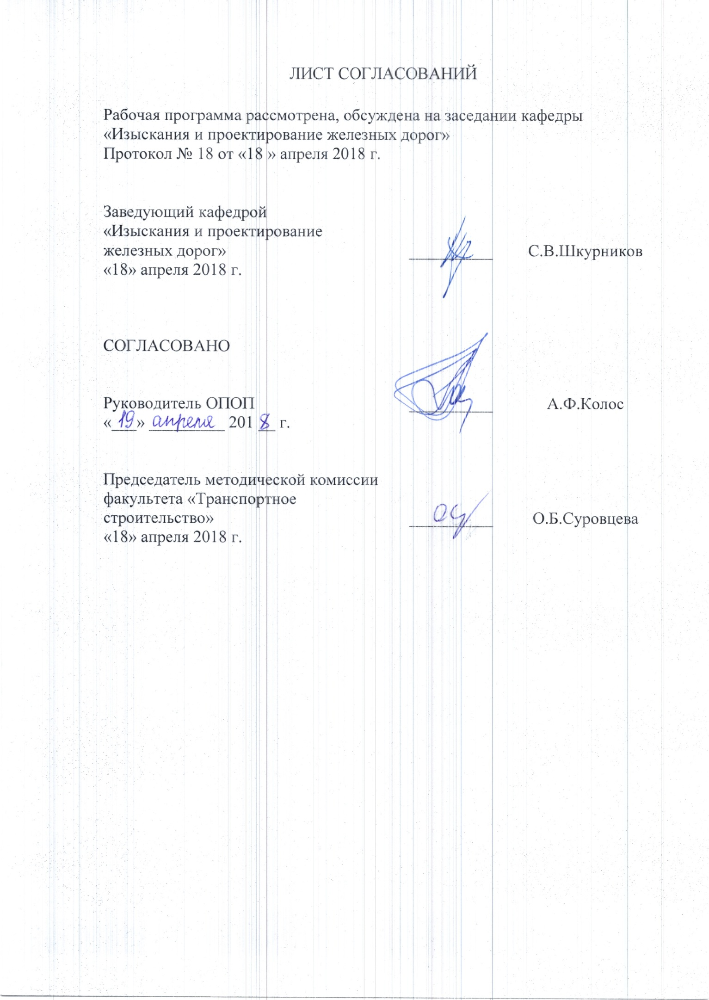 ЛИСТ СОГЛАСОВАНИЙ
Рабочая программа рассмотрена, обсуждена на заседании кафедры
«Изыскания и проектирование железных дорог»
Протокол № 18 от «18 » апреля 2018 г.
Заведующий кафедрой
«Изыскания и проектирование
железных дорог» С.В.Шкурников
«18» апреля 2018 г.
СОГЛАСОВАНО
Руководитель ОПОП А.Ф.Колос
«19» апреля 2018 г.
Председатель методической комиссии
факультета «Транспортное
строительство» О.Б.Суровцева
«18» апреля 2018 г.